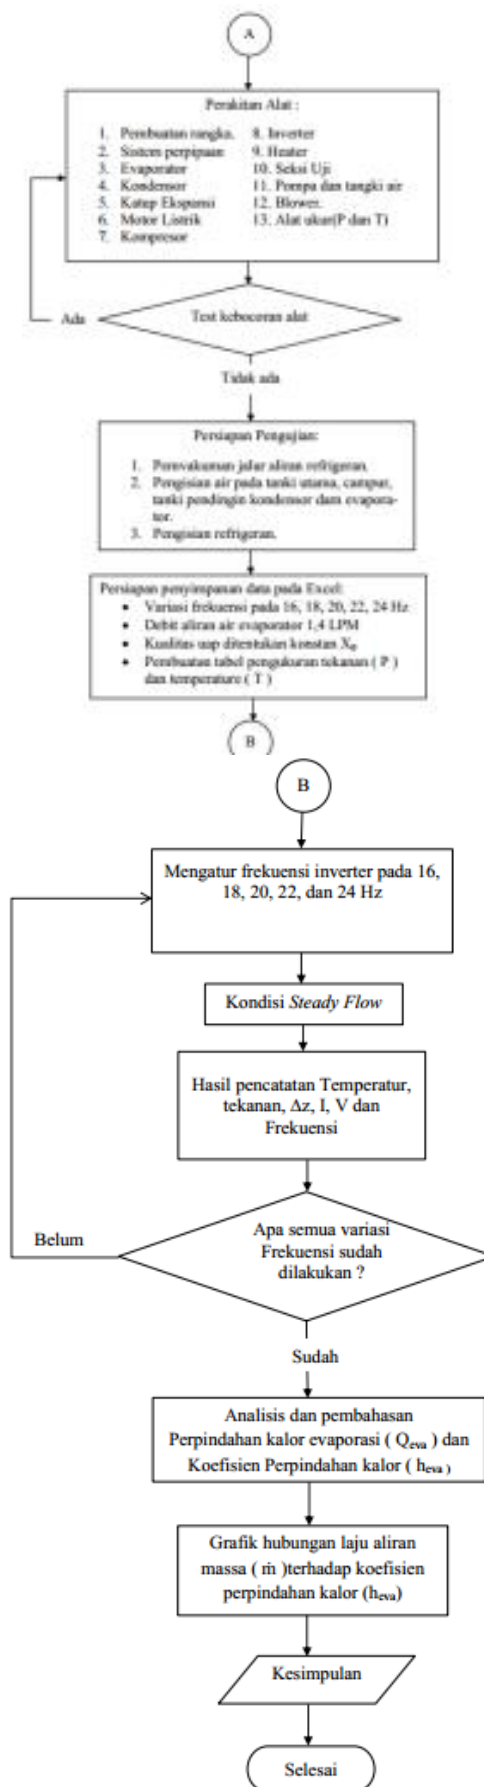 A
Perakitan Alat :
1. Pembuatan rangka.
2. Sistem perpipaan
3. Evaporator
4. Kondensor
5. Katup Ekspansi
6. Motor Listrik
7. Kompresor
8. Inverter
9. Heater
10. Seksi Uji
11. Pompa dan tangki air
12. Blower.
13. Alat ukur(P dan T)
Ada
Test kebocoran alat
Tidak ada
Persiapan Pengujian:
1. Pemvakuman jalur aliran refrigeran.
2. Pengisian air pada tanki utama, campur,
tanki pendingin kondensor dam evapora-
tor.
3. Pengisian refrigeran.
Persiapan penyimpanan data pada Excel:
• Variasi frekuensi pada 16, 18, 20, 22, 24 Hz
• Debit aliran air evaporator 1,4 LPM
• Kualitas uap ditentukan konstan
• Pembuatan tabel pengukuran tekanan ( P )
dan temperature ( T )
B
B
Mengatur frekuensi inverter pada 16,
18, 20, 22, dan 24 Hz
Kondisi Steady Flow
Hasil pencatatan Temperatur,
tekanan, Δz, I, V dan
Frekuensi
Belum
Apa semua variasi
Frekuensi sudah
dilakukan ?
Sudah
Analisis dan pembahasan
Perpindahan kalor evaporasi ( Qeva ) dan
Koefisien Perpindahan kalor ( heva )
Grafik hubungan laju aliran
massa ( ṁ )terhadap koefisien
perpindahan kalor (heva)
Kesimpulan
Selesai